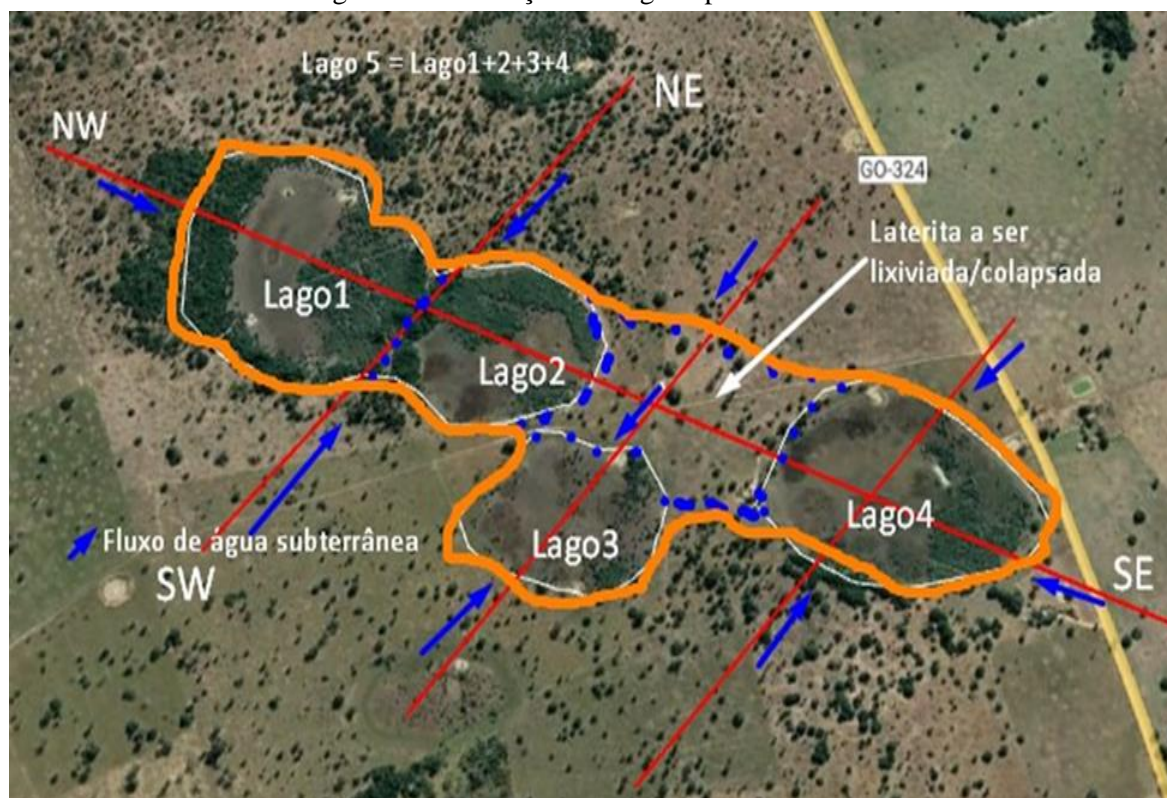 Lago 5 = Lago1+2+3+4
NE
NW
GO-324
Laterita a ser
lixiviada/colapsada
Lago1
Lago2
Lago4
Lago3
Fluxo de água subterrânea
SW
SE